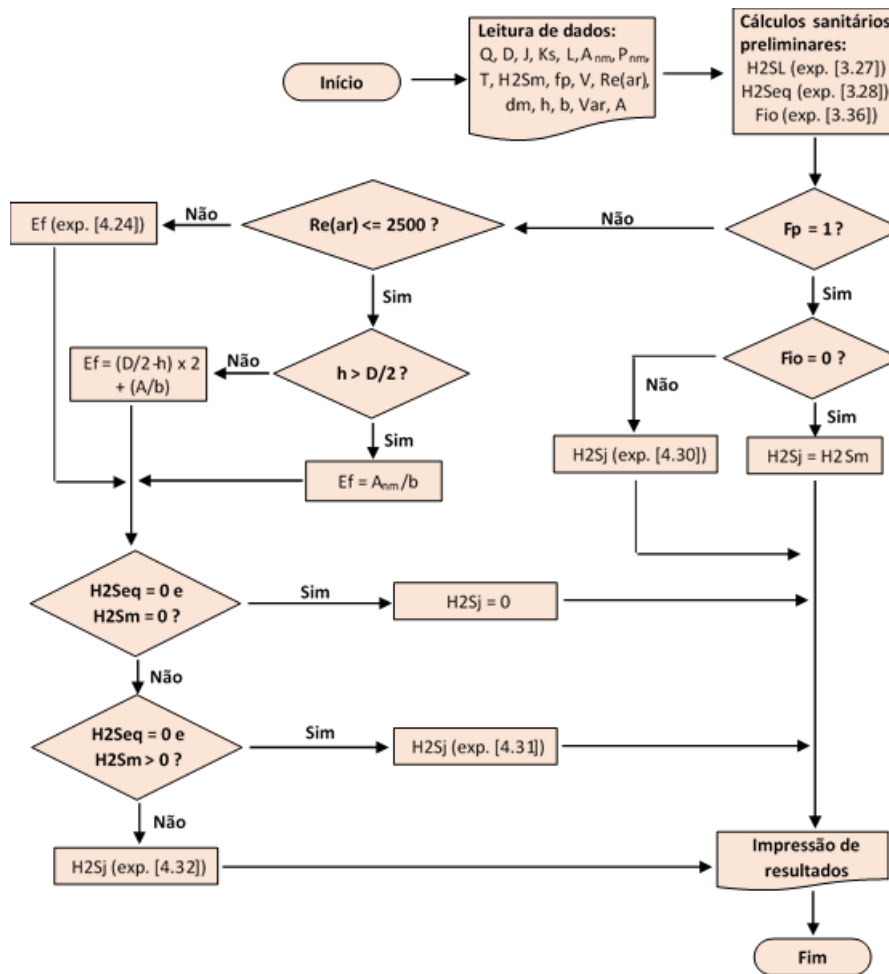 Início
Leitura de dados:
Q, D, J, Ks, L, Anm, Pnm,
T, H2Sm, fp, V, Re(ar),
dm, h, b, Var, A
Cálculos sanitários
preliminares:
H2SL (exp. [3.27])
H2Seq (exp. [3.28])
Fio (exp. [3.36])
Ef (exp. [4.24])
Não
Re(ar) <= 2500 ?
Não
Fp = 1 ?
Sim
Sim
Ef = (D/2-h) x 2
+ (A/b)
Não
h > D/2 ?
Fio = 0 ?
Não
Sim
Sim
Ef = Anm/b
H2Sj (exp. [4.30])
H2Sj = H2Sm
H2Seq = 0 e
H2Sm = 0 ?
Sim
H2Sj = 0
Não
H2Seq = 0 e
H2Sm > 0 ?
Sim
H2Sj (exp. [4.31])
Não
H2Sj (exp. [4.32])
Impressão de
resultados
Fim